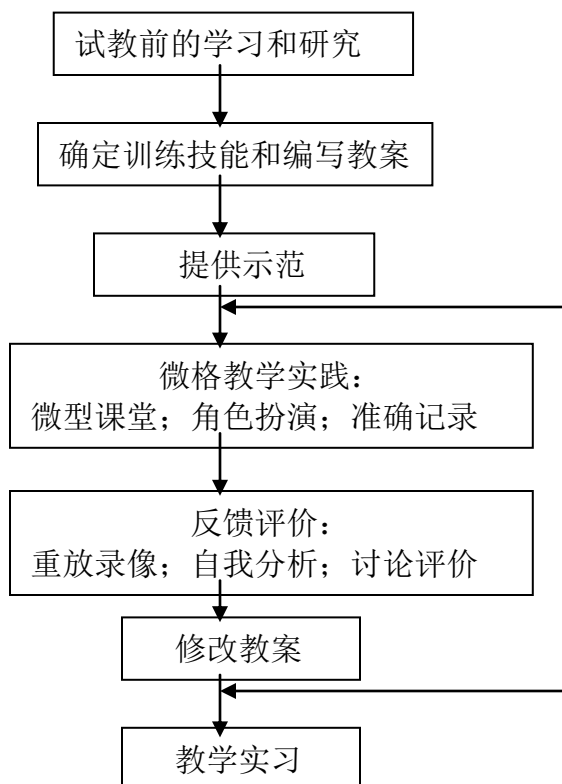 试教前的学习和研究
确定训练技能和编写教案
提供示范
微格教学实践：
微型课堂；角色扮演；准确记录
反馈评价：
重放录像；自我分析；讨论评价
修改教案
教学实习